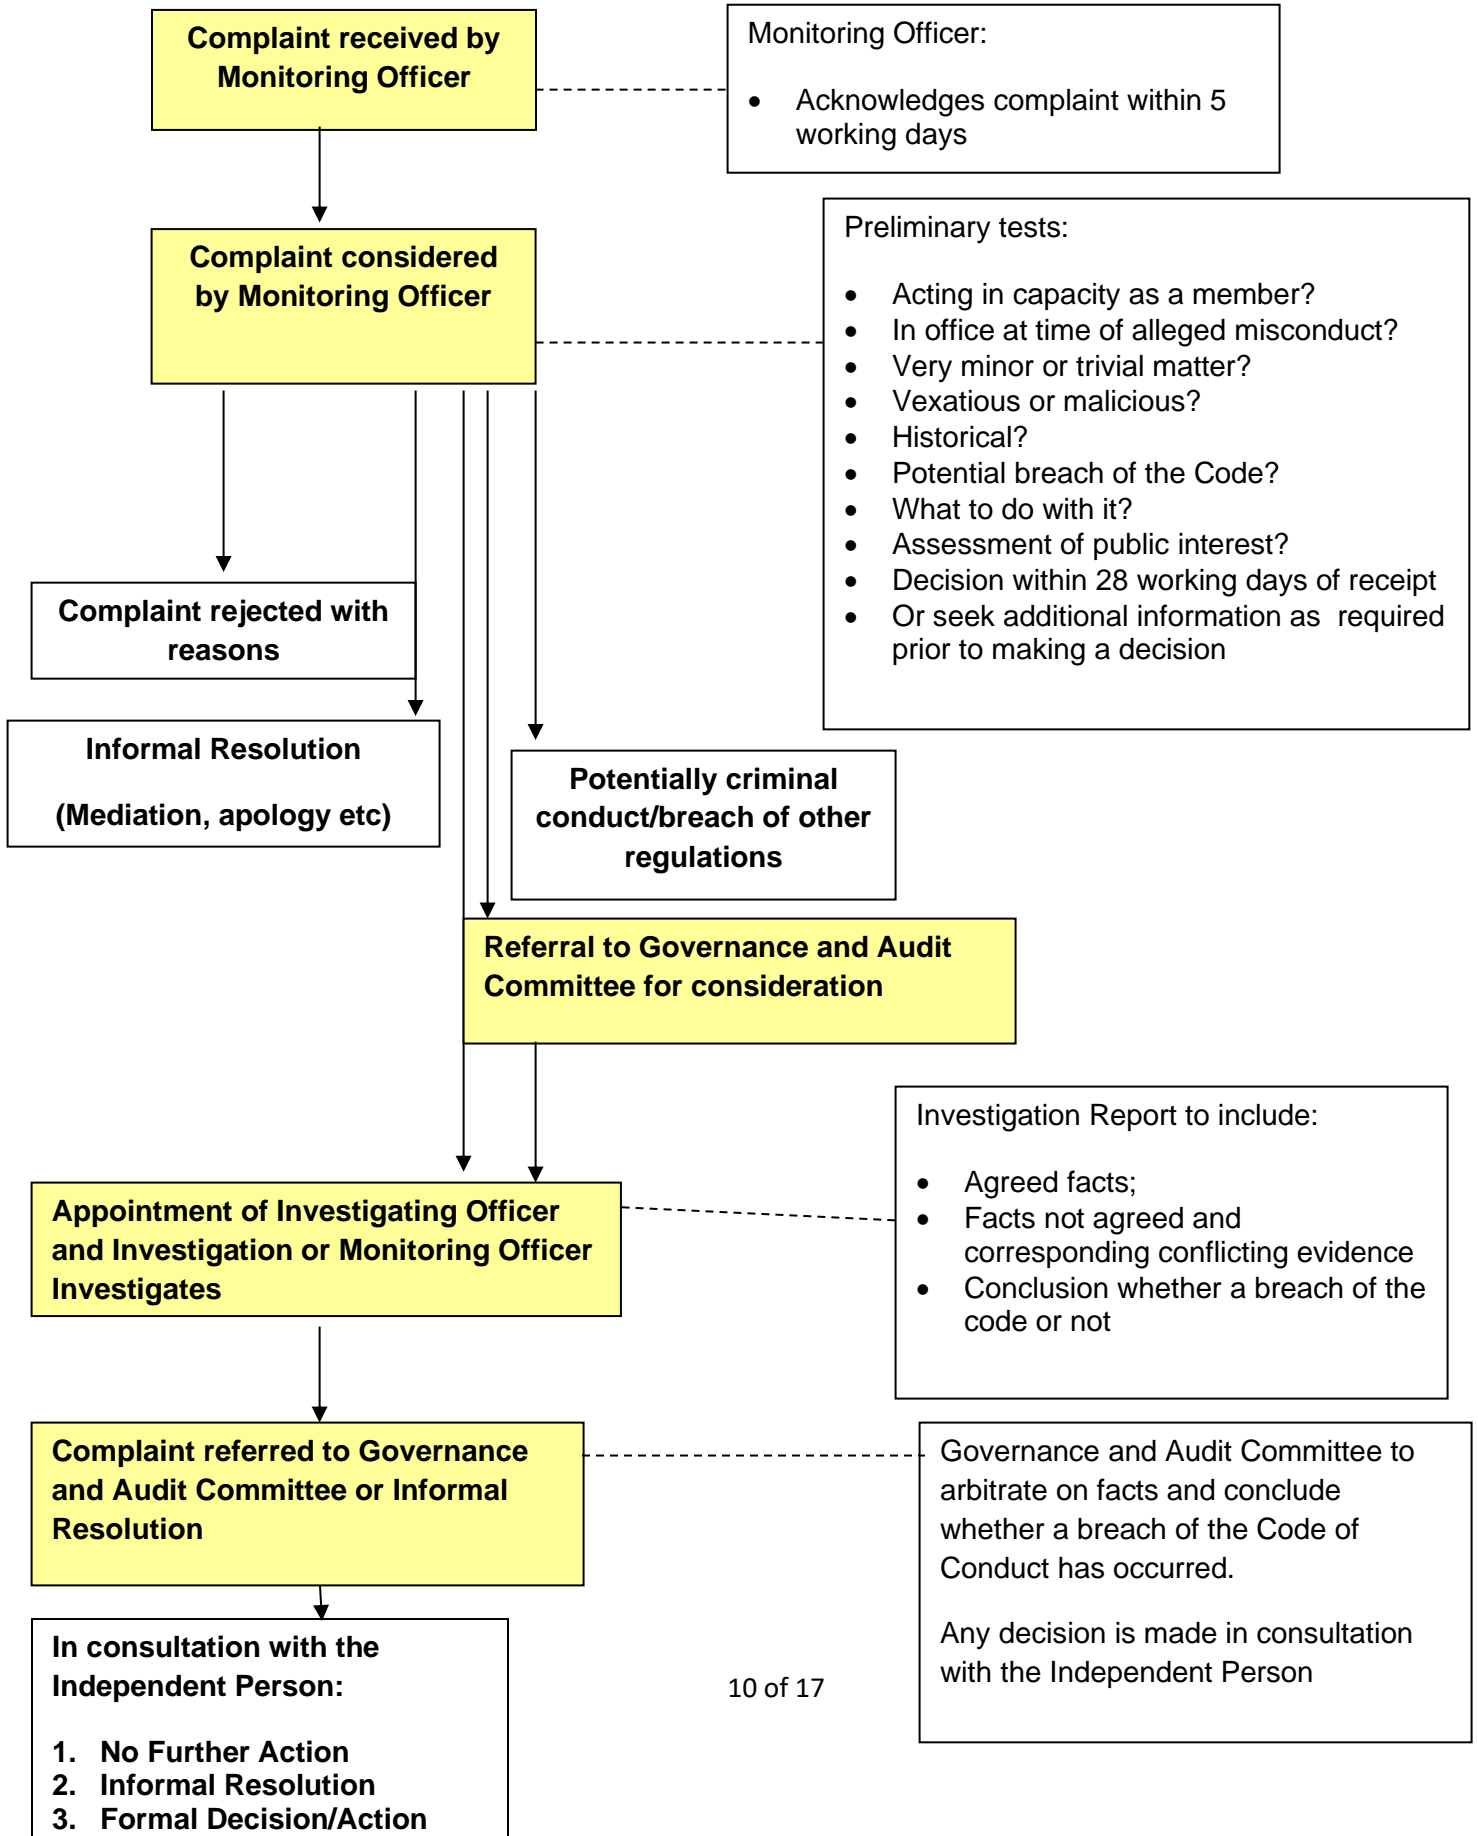 Complaint received by
Monitoring Officer
Monitoring Officer:
• Acknowledges complaint within 5
working days
Complaint considered
by Monitoring Officer
Preliminary tests:
• Acting in capacity as a member?
• In office at time of alleged misconduct?
• Very minor or trivial matter?
• Vexatious or malicious?
• Historical?
• Potential breach of the Code?
• What to do with it?
• Assessment of public interest?
• Decision within 28 working days of receipt
• Or seek additional information as  required
prior to making a decision
Complaint rejected with
reasons
Informal Resolution
(Mediation, apology etc)
Potentially criminal
conduct/breach of other
regulations
Referral to Governance and Audit
Committee for consideration
Appointment of Investigating Officer
and Investigation or Monitoring Officer
Investigates
Investigation Report to include:
• Agreed facts;
• Facts not agreed and
corresponding conflicting evidence
• Conclusion whether a breach of the
code or not
Complaint referred to Governance
and Audit Committee or Informal
Resolution
Governance and Audit Committee to
arbitrate on facts and conclude
whether a breach of the Code of
Conduct has occurred.
Any decision is made in consultation
with the Independent Person
In consultation with the
Independent Person:
1. No Further Action
2. Informal Resolution
3. Formal Decision/Action
10 of 17